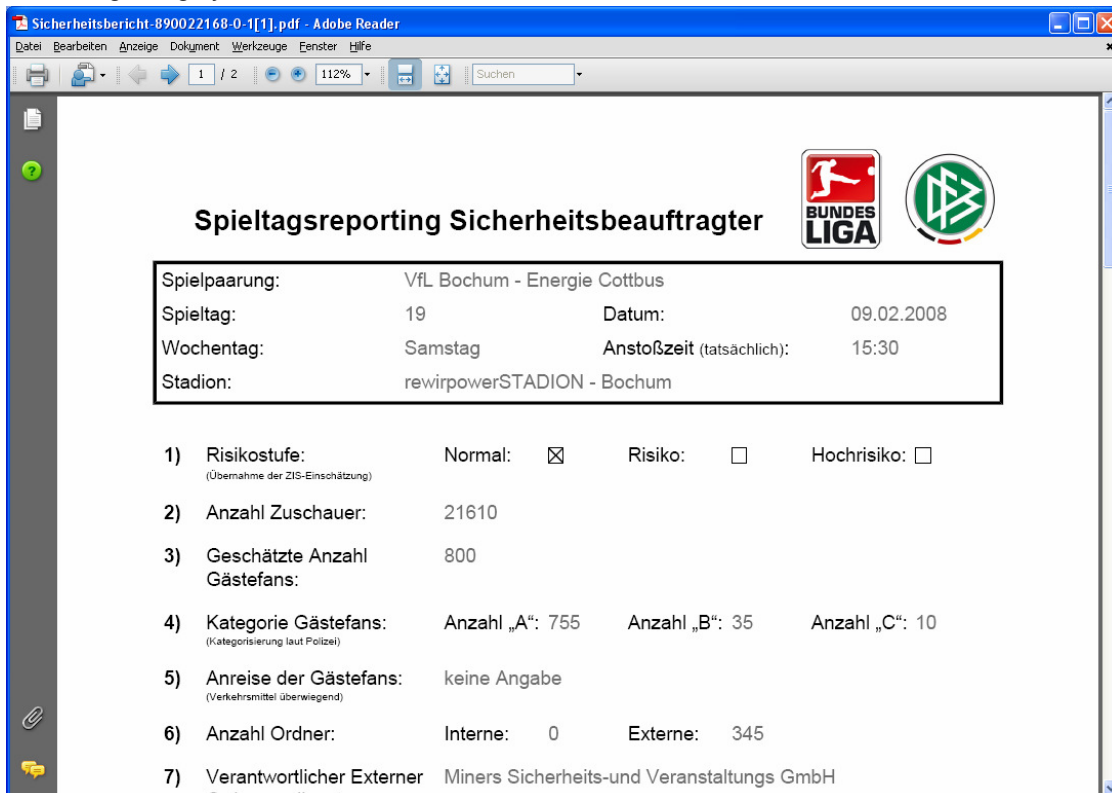 Sicherheitsbericht-890022168-0-1[1].pdf - Adobe Reader
Datei Bearbeiten Anzeige Dokument Werkzeuge Fenster Hilfe
1 / 2 112% Suchen
BUNDES
LIGA
DFB
Spieltagsreporting Sicherheitsbeauftragter
Spielpaarung: VfL Bochum - Energie Cottbus
Spieltag: 19 Datum: 09.02.2008
Wochentag: Samstag Anstoßzeit (tatsächlich): 15:30
Stadion: rewirpowerSTADION - Bochum
1) Risikostufe: Normal: ☒ Risiko: ☐ Hochrisiko: ☐
(Übernahme der ZIS-Einschätzung)
2) Anzahl Zuschauer: 21610
3) Geschätzte Anzahl 800
Gästefans:
4) Kategorie Gästefans: Anzahl „A“: 755 Anzahl „B“: 35 Anzahl „C“: 10
(Kategorisierung laut Polizei)
5) Anreise der Gästefans: keine Angabe
(Verkehrsmittel überwiegend)
6) Anzahl Ordner: Interne: 0 Externe: 345
7) Verantwortlicher Externer Miners Sicherheits-und Veranstaltungs GmbH